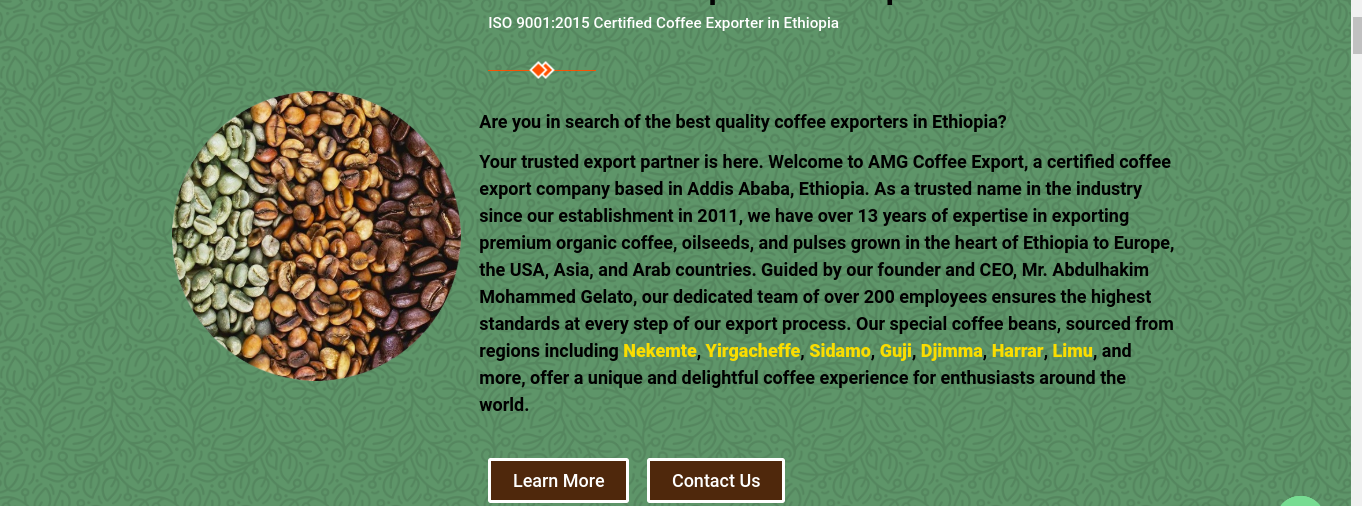 ISO 9001:2015 Certified Coffee Exporter in Ethiopia
Are you in search of the best quality coffee exporters in Ethiopia?
Your trusted export partner is here. Welcome to AMG Coffee Export, a certified coffee
export company based in Addis Ababa, Ethiopia. As a trusted name in the industry
since our establishment in 2011, we have over 13 years of expertise in exporting
premium organic coffee, oilseeds, and pulses grown in the heart of Ethiopia to Europe,
the USA, Asia, and Arab countries. Guided by our founder and CEO, Mr. Abdulhakim
Mohammed Gelato, our dedicated team of over 200 employees ensures the highest
standards at every step of our export process. Our special coffee beans, sourced from
regions including Nekemte, Yirgacheffe, Sidamo, Guji, Djimma, Harrar, Limu, and
more, offer a unique and delightful coffee experience for enthusiasts around the
world.
Learn More
Contact Us